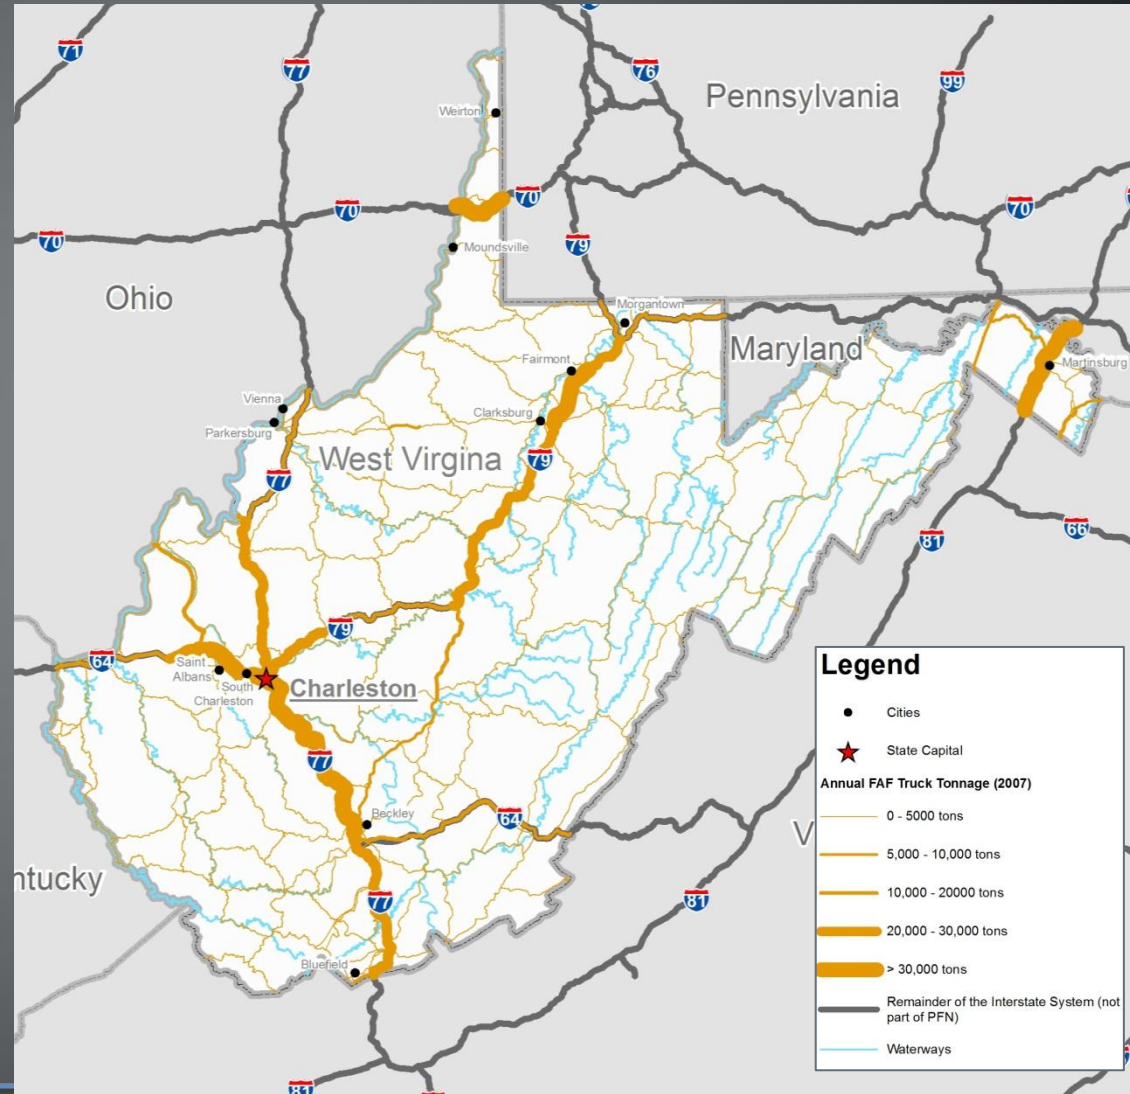 71
77
76
Pennsylvania
99
Weirton
70
70
70
70
Moundsville
79
Ohio
Morgantown
Maryland
Fairmont
Martinsburg
Vienna
Clarksburg
Parkersburg
West Virgina
79
77
66
81
79
64
Saint
Albans
South
Charleston
Charleston
77
Beckley
64
V
ntucky
77
81
Bluefield
81
Legend
Cities
State Capital
Annual FAF Truck Tonnage (2007)
0 - 5000 tons
5,000 - 10,000 tons
10,000 - 20000 tons
20,000 - 30,000 tons
> 30,000 tons
Remainder of the Interstate System (not
part of PFN)
Waterways